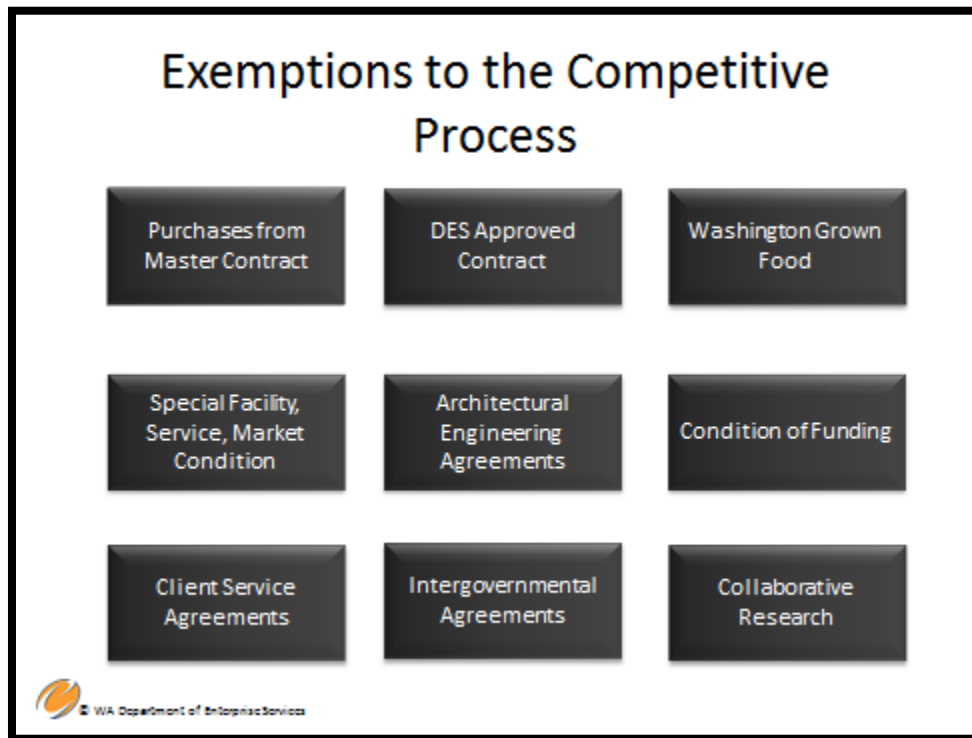 Exemptions to the Competitive
Process
Purchases from
Master Contract
DES Approved
Contract
Washington Grown
Food
Special Facility,
Service, Market
Condition
Architectural
Engineering
Agreements
Condition of Funding
Client Service
Agreements
Intergovernmental
Agreements
Collaborative
Research
© WA Department of Enterprise Services